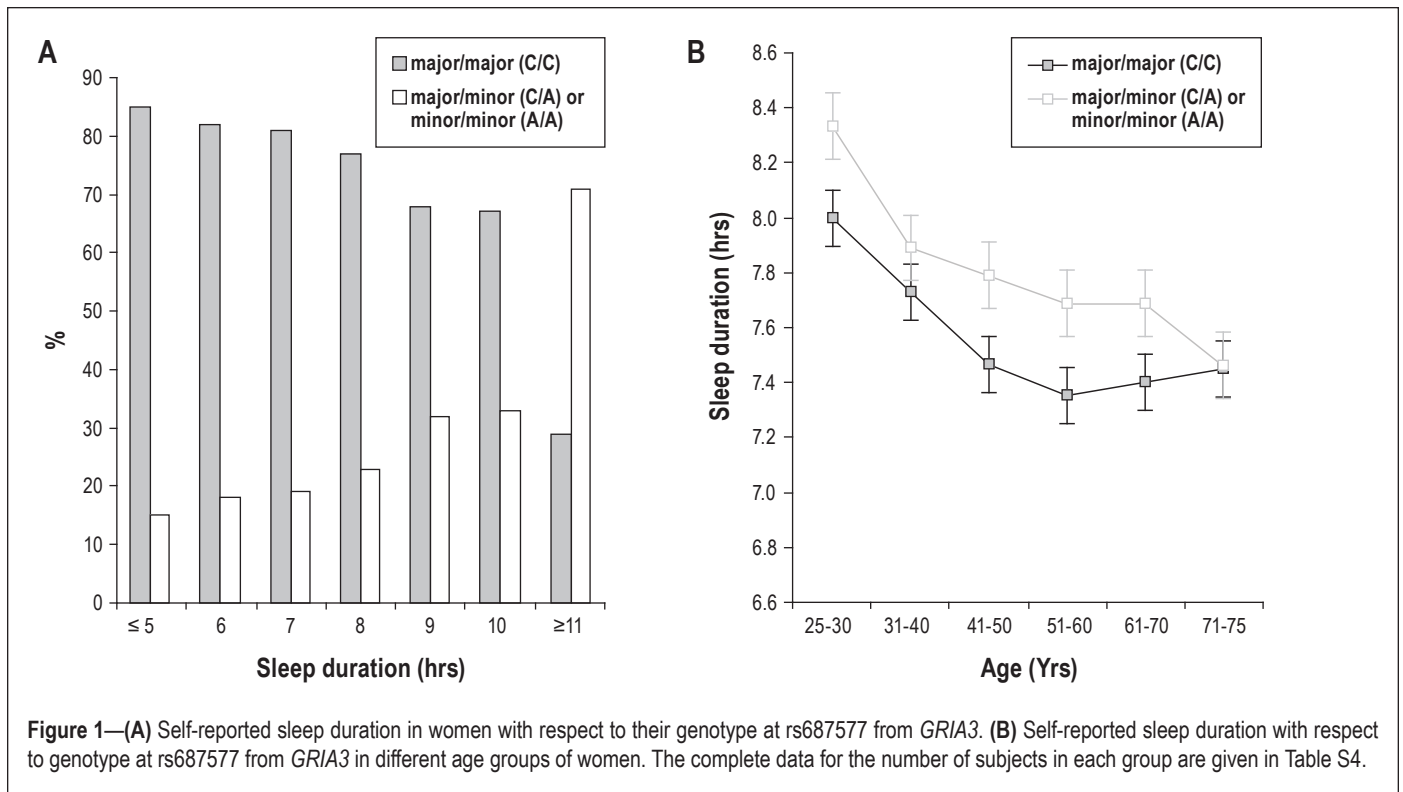 A
major/major (C/C)
major/minor (C/A) or
minor/minor (A/A)
90
80
70
60
50
40
30
20
10
0
%
≤ 5 6 7 8 9 10 ≥11
Sleep duration (hrs)
B
major/major (C/C)
major/minor (C/A) or
minor/minor (A/A)
8.6
8.4
8.2
8.0
7.8
7.6
7.4
7.2
7.0
6.8
6.6
Sleep duration (hrs)
25-30 31-40 41-50 51-60 61-70 71-75
Age (Yrs)
Figure 1—(A) Self-reported sleep duration in women with respect to their genotype at rs687577 from GRIA3. (B) Self-reported sleep duration with respect
to genotype at rs687577 from GRIA3 in different age groups of women. The complete data for the number of subjects in each group are given in Table S4.